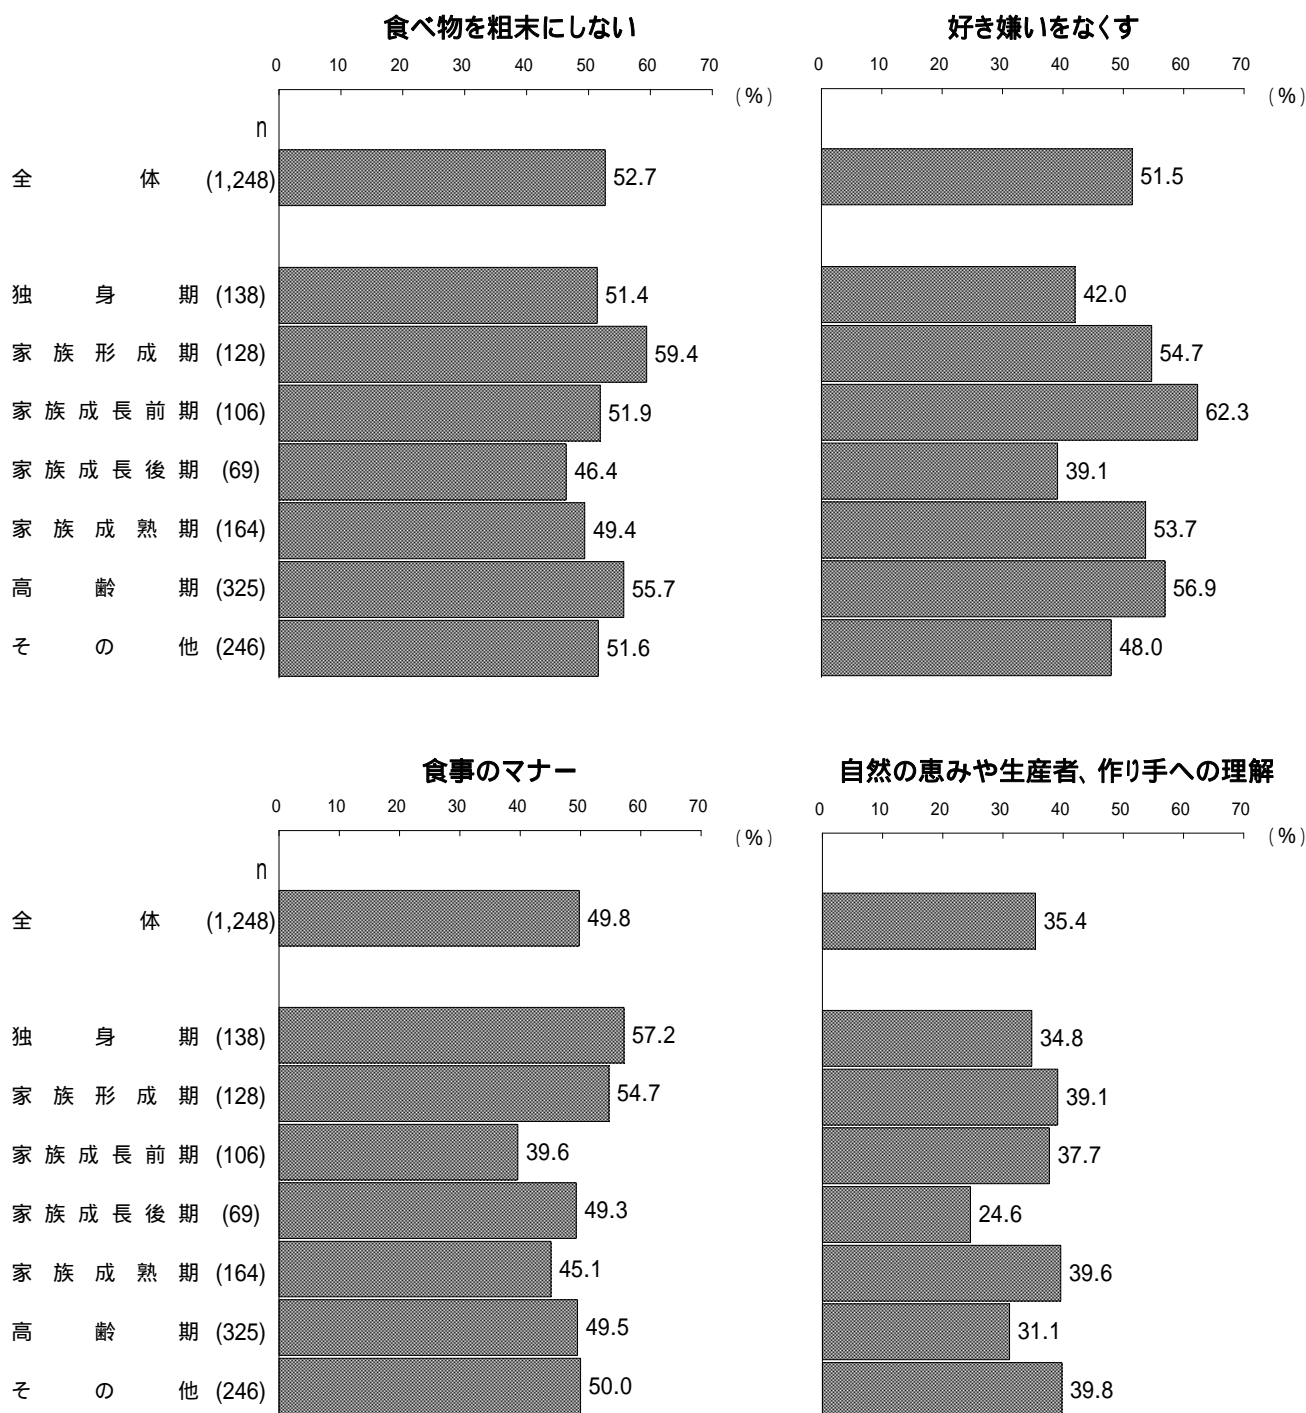 食べ物を粗末にしない
0 10 20 30 40 50 60 70
(%)
n
全体 (1,248) 52.7
独身期 (138) 51.4
家族形成期 (128) 59.4
家族成長前期 (106) 51.9
家族成長後期 (69) 46.4
家族成熟期 (164) 49.4
高齢期 (325) 55.7
その他 (246) 51.6
好き嫌いをなくす
0 10 20 30 40 50 60 70
(%)
51.5
42.0
54.7
62.3
39.1
53.7
56.9
48.0
食事のマナー
0 10 20 30 40 50 60 70
(%)
n
全体 (1,248) 49.8
独身期 (138) 57.2
家族形成期 (128) 54.7
家族成長前期 (106) 39.6
家族成長後期 (69) 49.3
家族成熟期 (164) 45.1
高齢期 (325) 49.5
その他 (246) 50.0
自然の恵みや生産者、作り手への理解
0 10 20 30 40 50 60 70
(%)
35.4
34.8
39.1
37.7
24.6
39.6
31.1
39.8